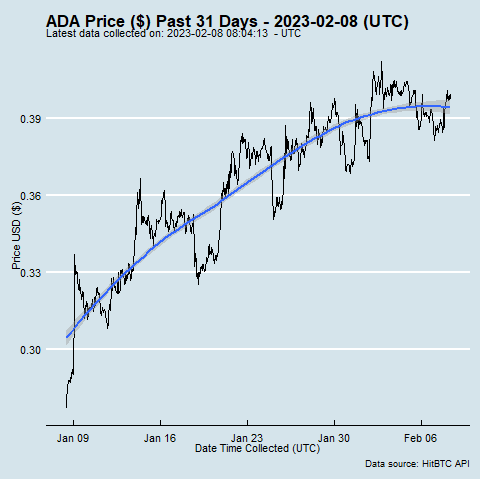 ADA Price ($) Past 31 Days - 2023-02-08 (UTC)
Latest data collected on: 2023-02-08 08:04:13 - UTC
Price USD ($)
0.39
0.36
0.33
0.30
Jan 09
Jan 16
Jan 23
Jan 30
Feb 06
Date Time Collected (UTC)
Data source: HitBTC API